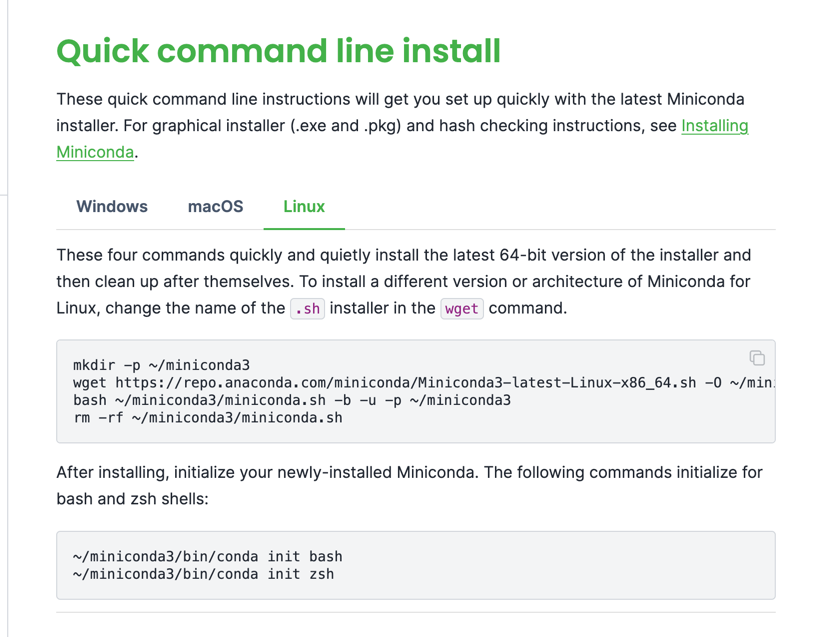 Quick command line install
These quick command line instructions will get you set up quickly with the latest Miniconda
installer. For graphical installer (.exe and .pkg) and hash checking instructions, see Installing
Miniconda.
Windows macOS Linux
These four commands quickly and quietly install the latest 64-bit version of the installer and
then clean up after themselves. To install a different version or architecture of Miniconda for
Linux, change the name of the .sh installer in the wget command.
mkdir -p ~/miniconda3
wget https://repo.anaconda.com/miniconda/Miniconda3-latest-Linux-x86_64.sh -O ~/mini
bash ~/miniconda3/miniconda.sh -b -u -p ~/miniconda3
rm -rf ~/miniconda3/miniconda.sh
After installing, initialize your newly-installed Miniconda. The following commands initialize for
bash and zsh shells:
~/miniconda3/bin/conda init bash
~/miniconda3/bin/conda init zsh